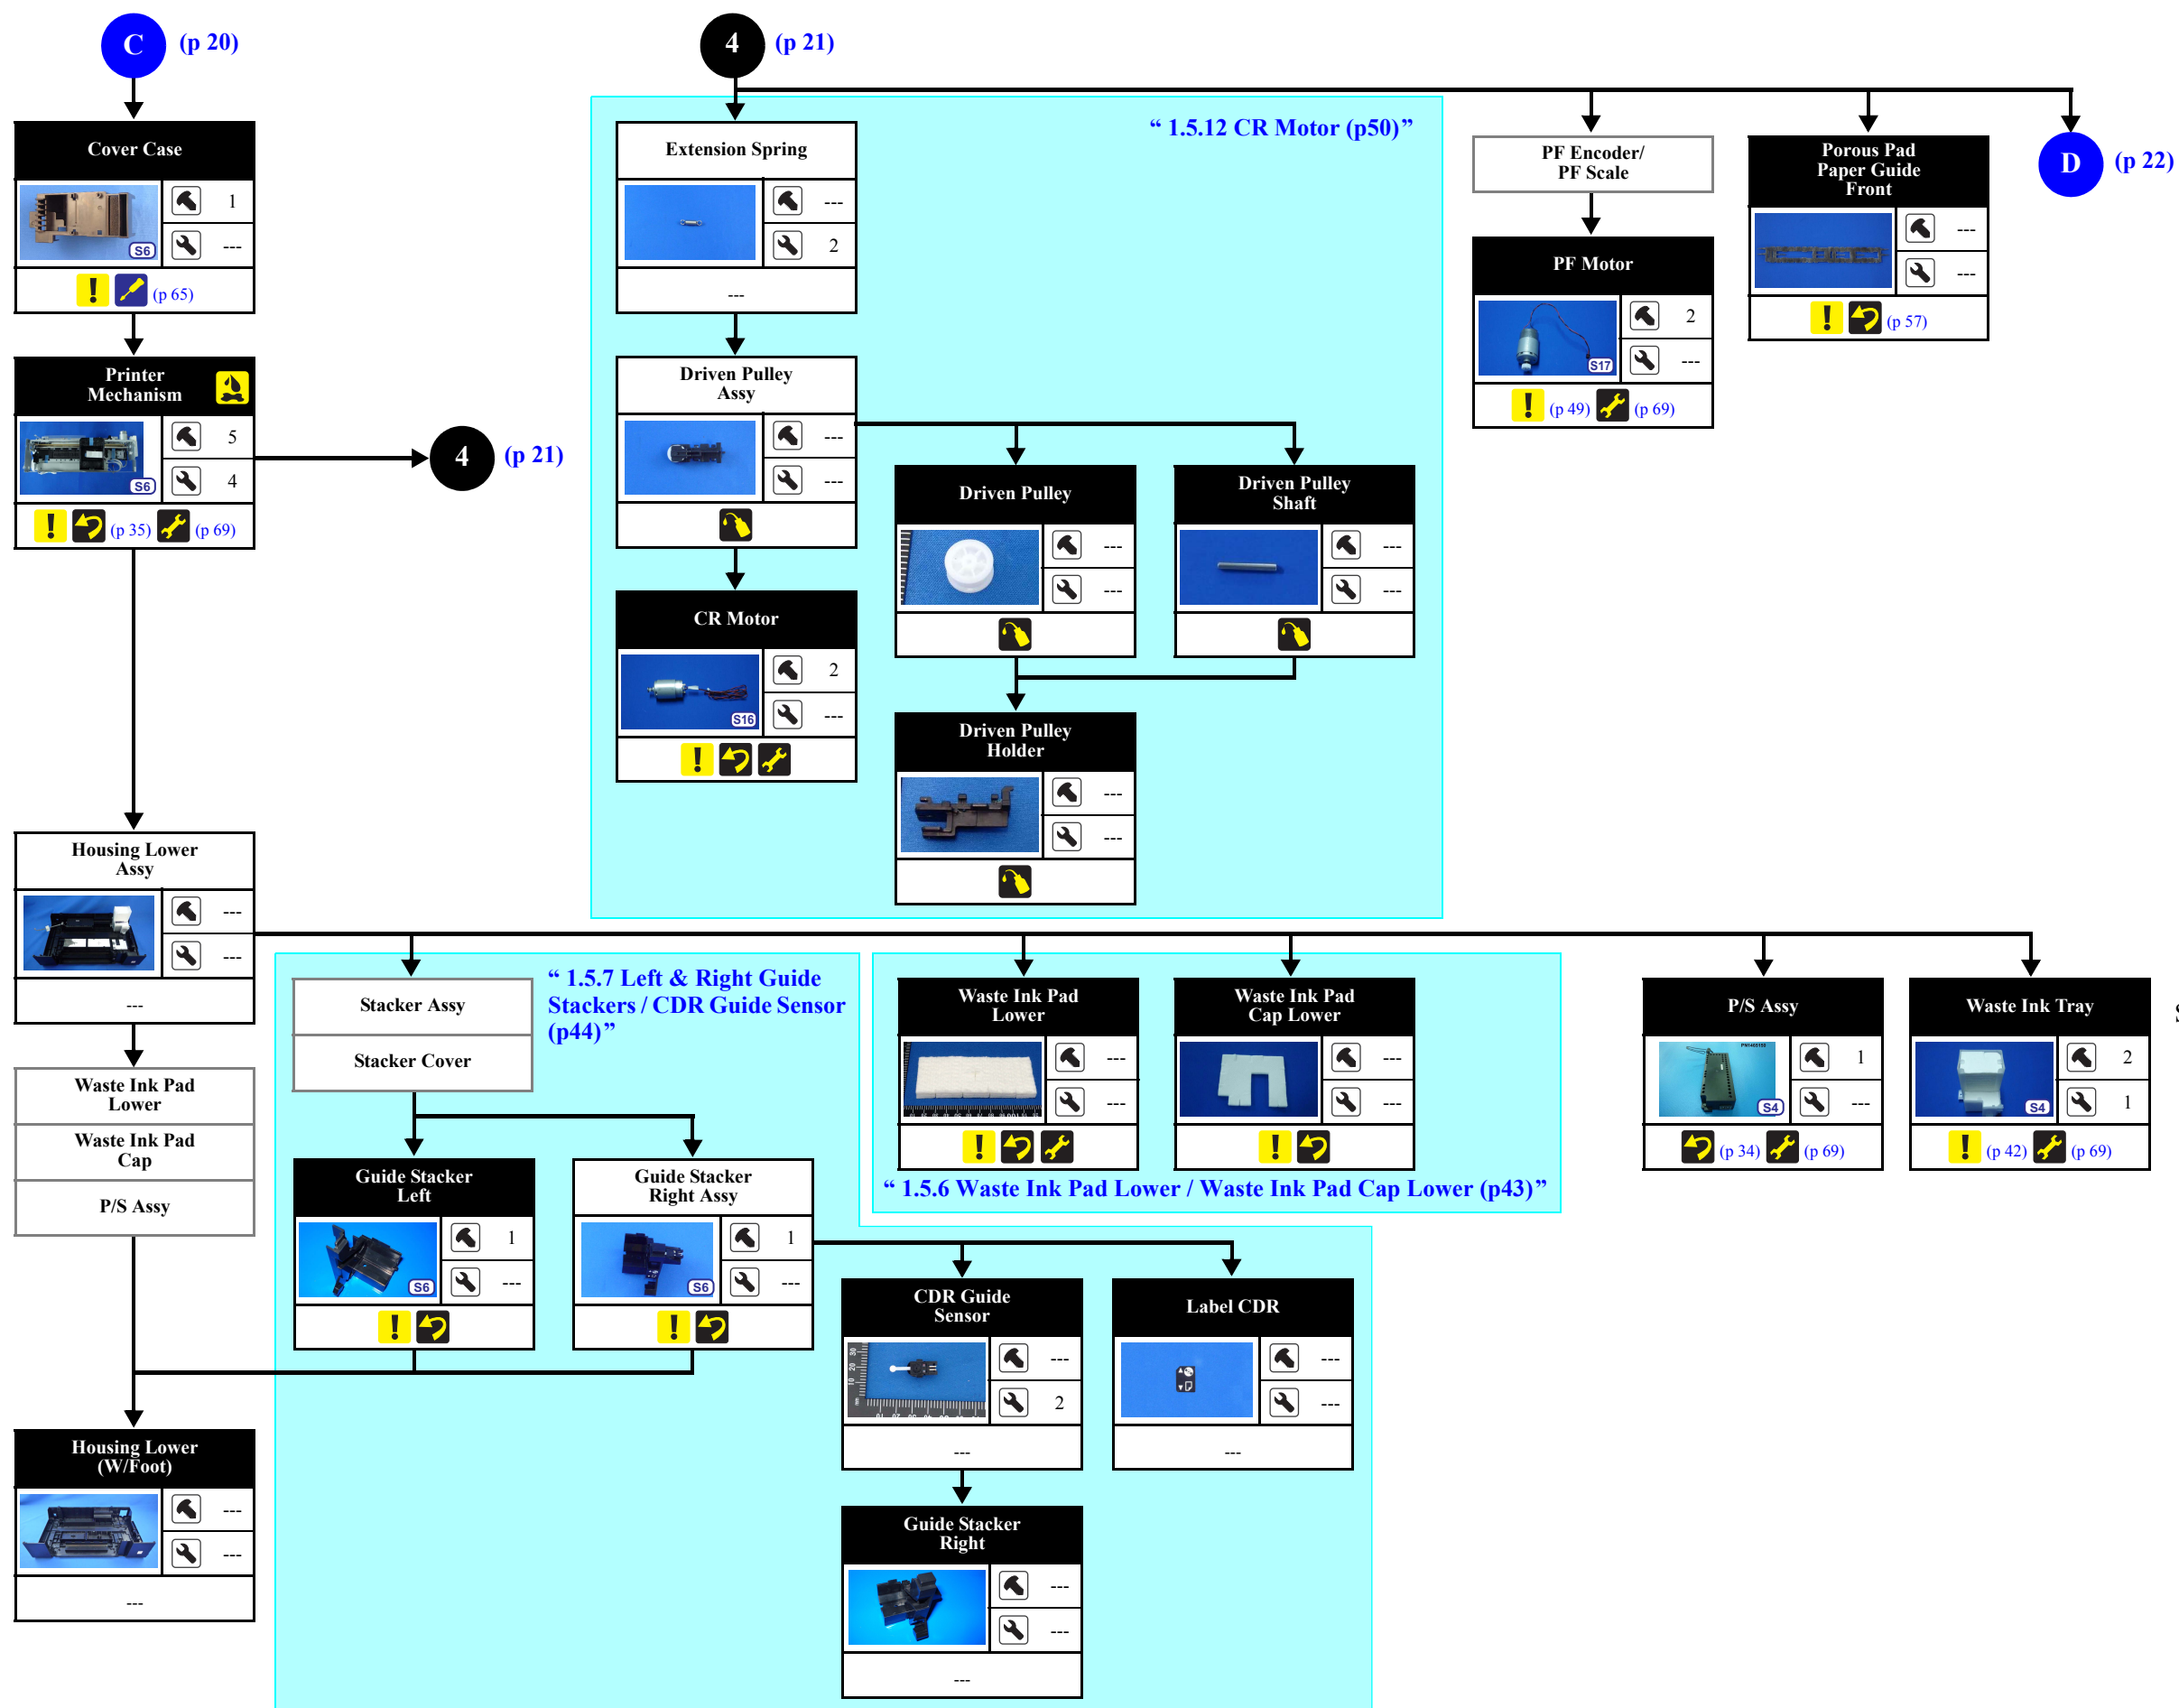 C (p 20)
Cover Case
1
---
S6
(p 65)
Printer
Mechanism
5
4
S6
(p 35) (p 69)
4 (p 21)
Housing Lower
Assy
---
---
---
Waste Ink Pad
Lower
Waste Ink Pad
Cap
P/S Assy
Housing Lower
(W/Foot)
---
---
---
4 (p 21)
“ 1.5.12 CR Motor (p50)”
Extension Spring
---
2
---
Driven Pulley
Assy
---
---
CR Motor
2
---
S16
Driven Pulley
---
---
Driven Pulley
Shaft
---
---
Driven Pulley
Holder
---
---
PF Encoder/
PF Scale
PF Motor
2
---
S17
(p 49) (p 69)
Porous Pad
Paper Guide
Front
---
---
(p 57)
D (p 22)
Stacker Assy
Stacker Cover
“ 1.5.7 Left & Right Guide
Stackers / CDR Guide Sensor
(p44)”
Guide Stacker
Left
1
---
S6
Guide Stacker
Right Assy
1
---
S6
CDR Guide
Sensor
---
2
---
Label CDR
---
---
---
Guide Stacker
Right
---
---
---
Waste Ink Pad
Lower
---
---
Waste Ink Pad
Cap Lower
---
---
“ 1.5.6 Waste Ink Pad Lower / Waste Ink Pad Cap Lower (p43)”
P/S Assy
1
---
S4
(p 34) (p 69)
Waste Ink Tray
2
1
S4
(p 42) (p 69)
S